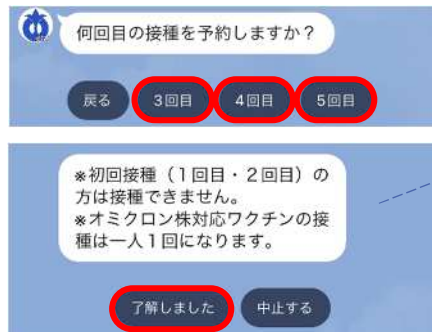 何回目の接種を予約しますか？
戻る 3回目 4回目 5回目
※初回接種（1回目・2回目）の
方は接種できません。
※オミクロン株対応ワクチンの接
種は一人1回になります。
了解しました 中止する